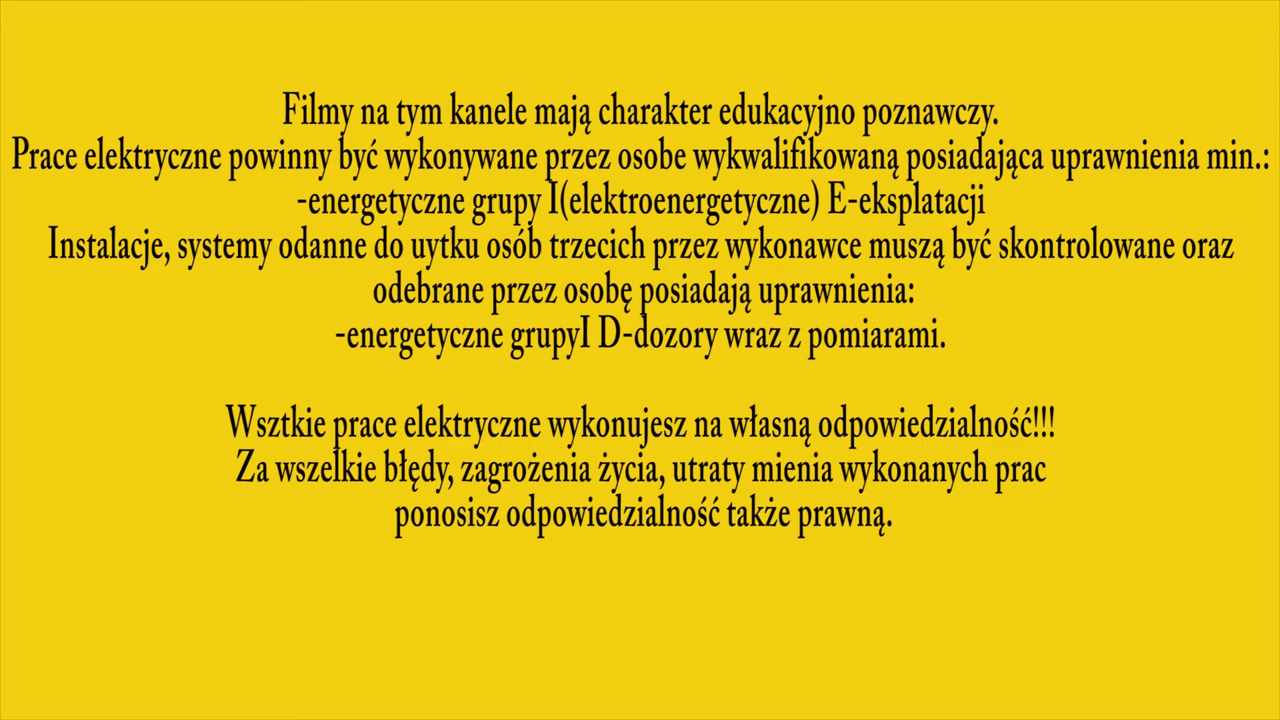 Filmy na tym kanele mają charakter edukacyjno poznawczy.
Prace elektryczne powinny być wykonywane przez osobe wykwalifikowaną posiadająca uprawnienia min.:
-energetyczne grupy I(elektroenergetyczne) E-eksplatacji
Instalacje, systemy odanne do uytku osób trzecich przez wykonawce muszą być skontrolowane oraz
odebrane przez osobę posiadają uprawnienia:
-energetyczne grupyI D-dozory wraz z pomiarami.
Wsztkie prace elektryczne wykonujesz na własną odpowiedzialność!!!
Za wszelkie błędy, zagrożenia życia, utraty mienia wykonanych prac
ponosisz odpowiedzialność także prawną.